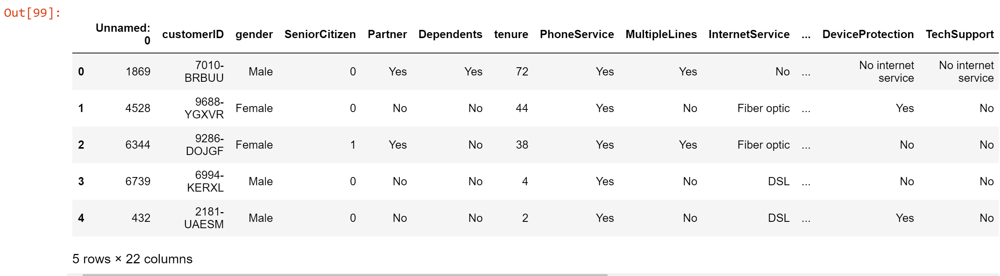 Out[99]:
Unnamed: 0 customerID gender SeniorCitizen Partner Dependents tenure PhoneService MultipleLines InternetService ... DeviceProtection TechSupport
0 1869 7010-BRBUU Male 0 Yes Yes 72 Yes Yes No ... No internet service No internet service
1 4528 9688-YGXVR Female 0 No No 44 Yes No Fiber optic ... Yes No
2 6344 9286-DOJGF Female 1 Yes No 38 Yes Yes Fiber optic ... No No
3 6739 6994-KERXL Male 0 No No 4 Yes No DSL ... No No
4 432 2181-UAESM Male 0 No No 2 Yes No DSL ... Yes No
5 rows × 22 columns